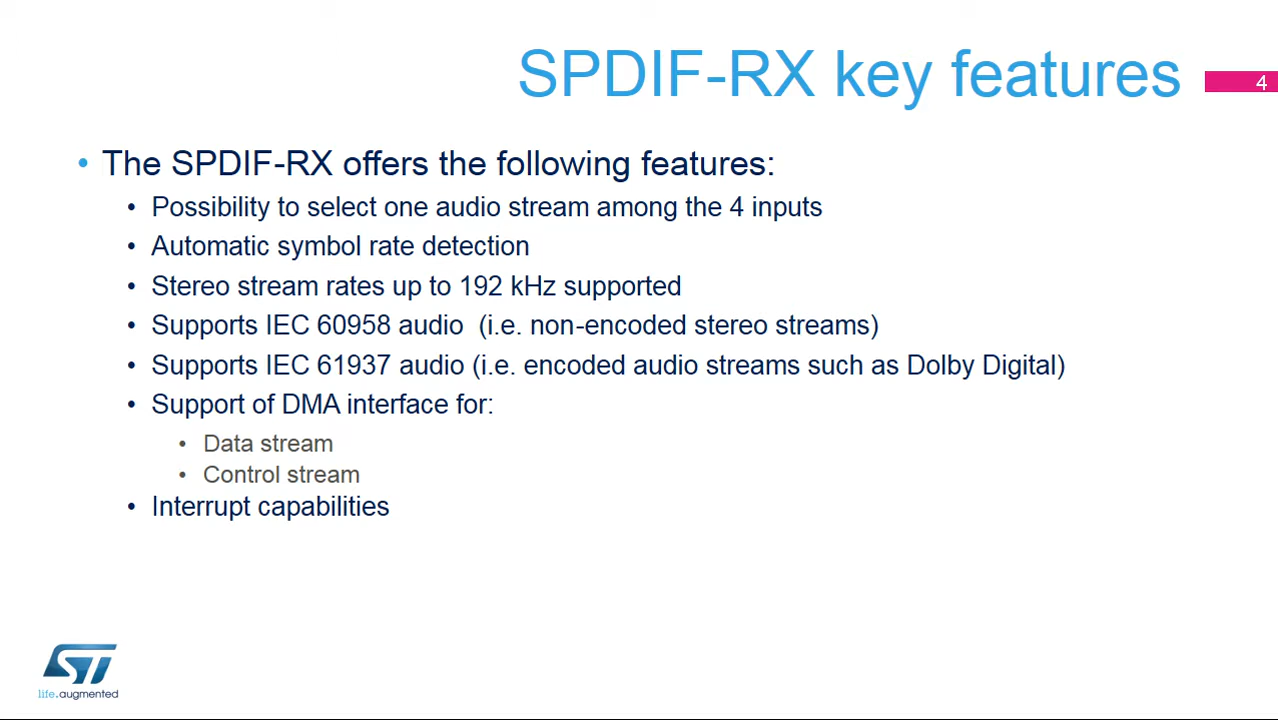 SPDIF-RX key features
4
• The SPDIF-RX offers the following features:
• Possibility to select one audio stream among the 4 inputs
• Automatic symbol rate detection
• Stereo stream rates up to 192 kHz supported
• Supports IEC 60958 audio  (i.e. non-encoded stereo streams)
• Supports IEC 61937 audio (i.e. encoded audio streams such as Dolby Digital)
• Support of DMA interface for:
• Data stream
• Control stream
• Interrupt capabilities
ST
life.augmented